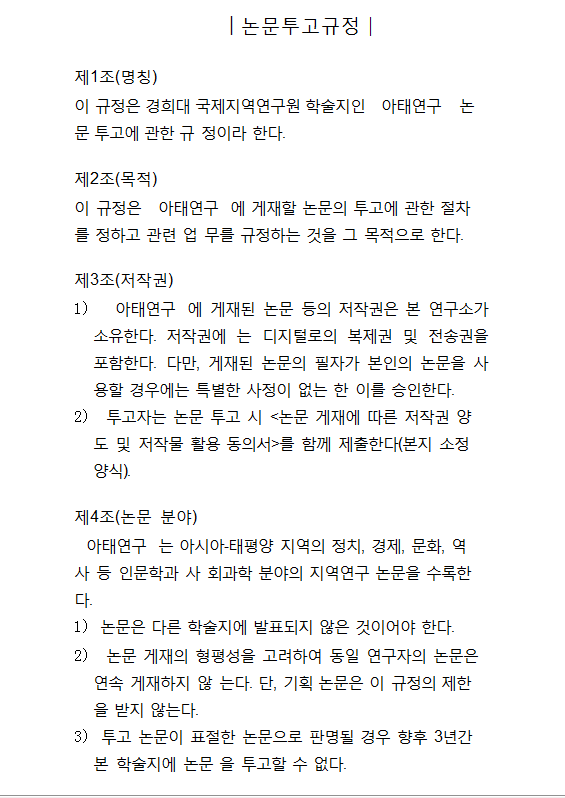 | 논문투고규정 |
제1조(명칭)
이 규정은 경희대 국제지역연구원 학술지인 아태연구 논
문 투고에 관한 규 정이라 한다.
제2조(목적)
이 규정은 아태연구 에 게재할 논문의 투고에 관한 절차
를 정하고 관련 업 무를 규정하는 것을 그 목적으로 한다.
제3조(저작권)
1) 아태연구 에 게재된 논문 등의 저작권은 본 연구소가
소유한다. 저작권에 는 디지털로의 복제권 및 전송권을
포함한다. 다만, 게재된 논문의 필자가 본인의 논문을 사
용할 경우에는 특별한 사정이 없는 한 이를 승인한다.
2) 투고자는 논문 투고 시 <논문 게재에 따른 저작권 양
도 및 저작물 활용 동의서>를 함께 제출한다(본지 소정
양식).
제4조(논문 분야)
아태연구 는 아시아-태평양 지역의 정치, 경제, 문화, 역
사 등 인문학과 사 회과학 분야의 지역연구 논문을 수록한
다.
1) 논문은 다른 학술지에 발표되지 않은 것이어야 한다.
2) 논문 게재의 형평성을 고려하여 동일 연구자의 논문은
연속 게재하지 않 는다. 단, 기획 논문은 이 규정의 제한
을 받지 않는다.
3) 투고 논문이 표절한 논문으로 판명될 경우 향후 3년간
본 학술지에 논문 을 투고할 수 없다.